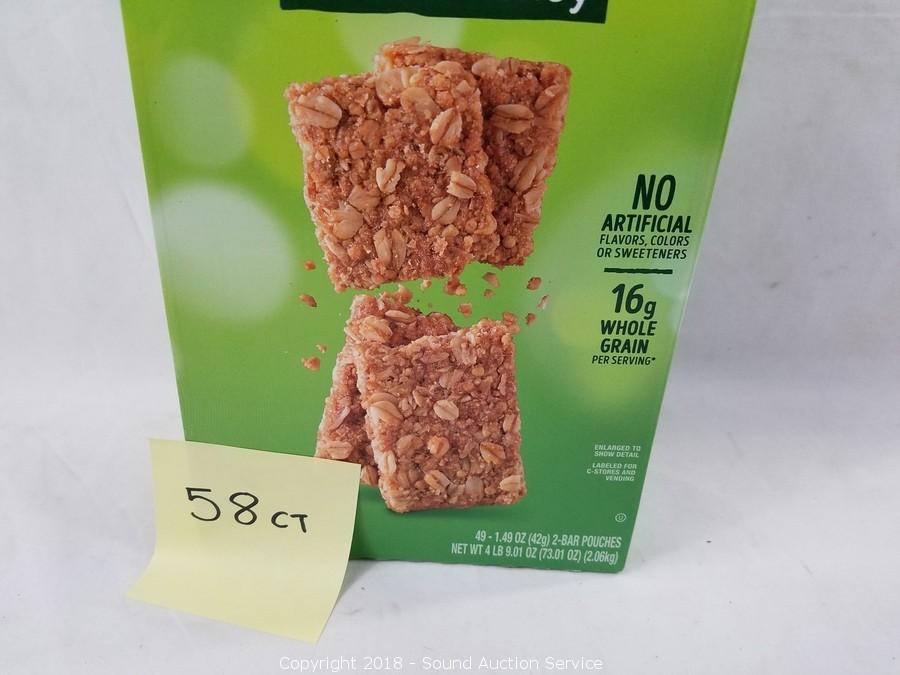 NO
ARTIFICIAL
FLAVORS, COLORS
OR SWEETENERS
16g
WHOLE
GRAIN
PER SERVING*
ENLARGED TO
SHOW DETAIL
LABELED FOR
C-STORES AND
VENDING
U
49 - 1.49 OZ (42g) 2-BAR POUCHES
NET WT 4 LB 9.01 OZ (73.01 OZ) (2.06kg)
58 CT
Copyright 2018 - Sound Auction Service